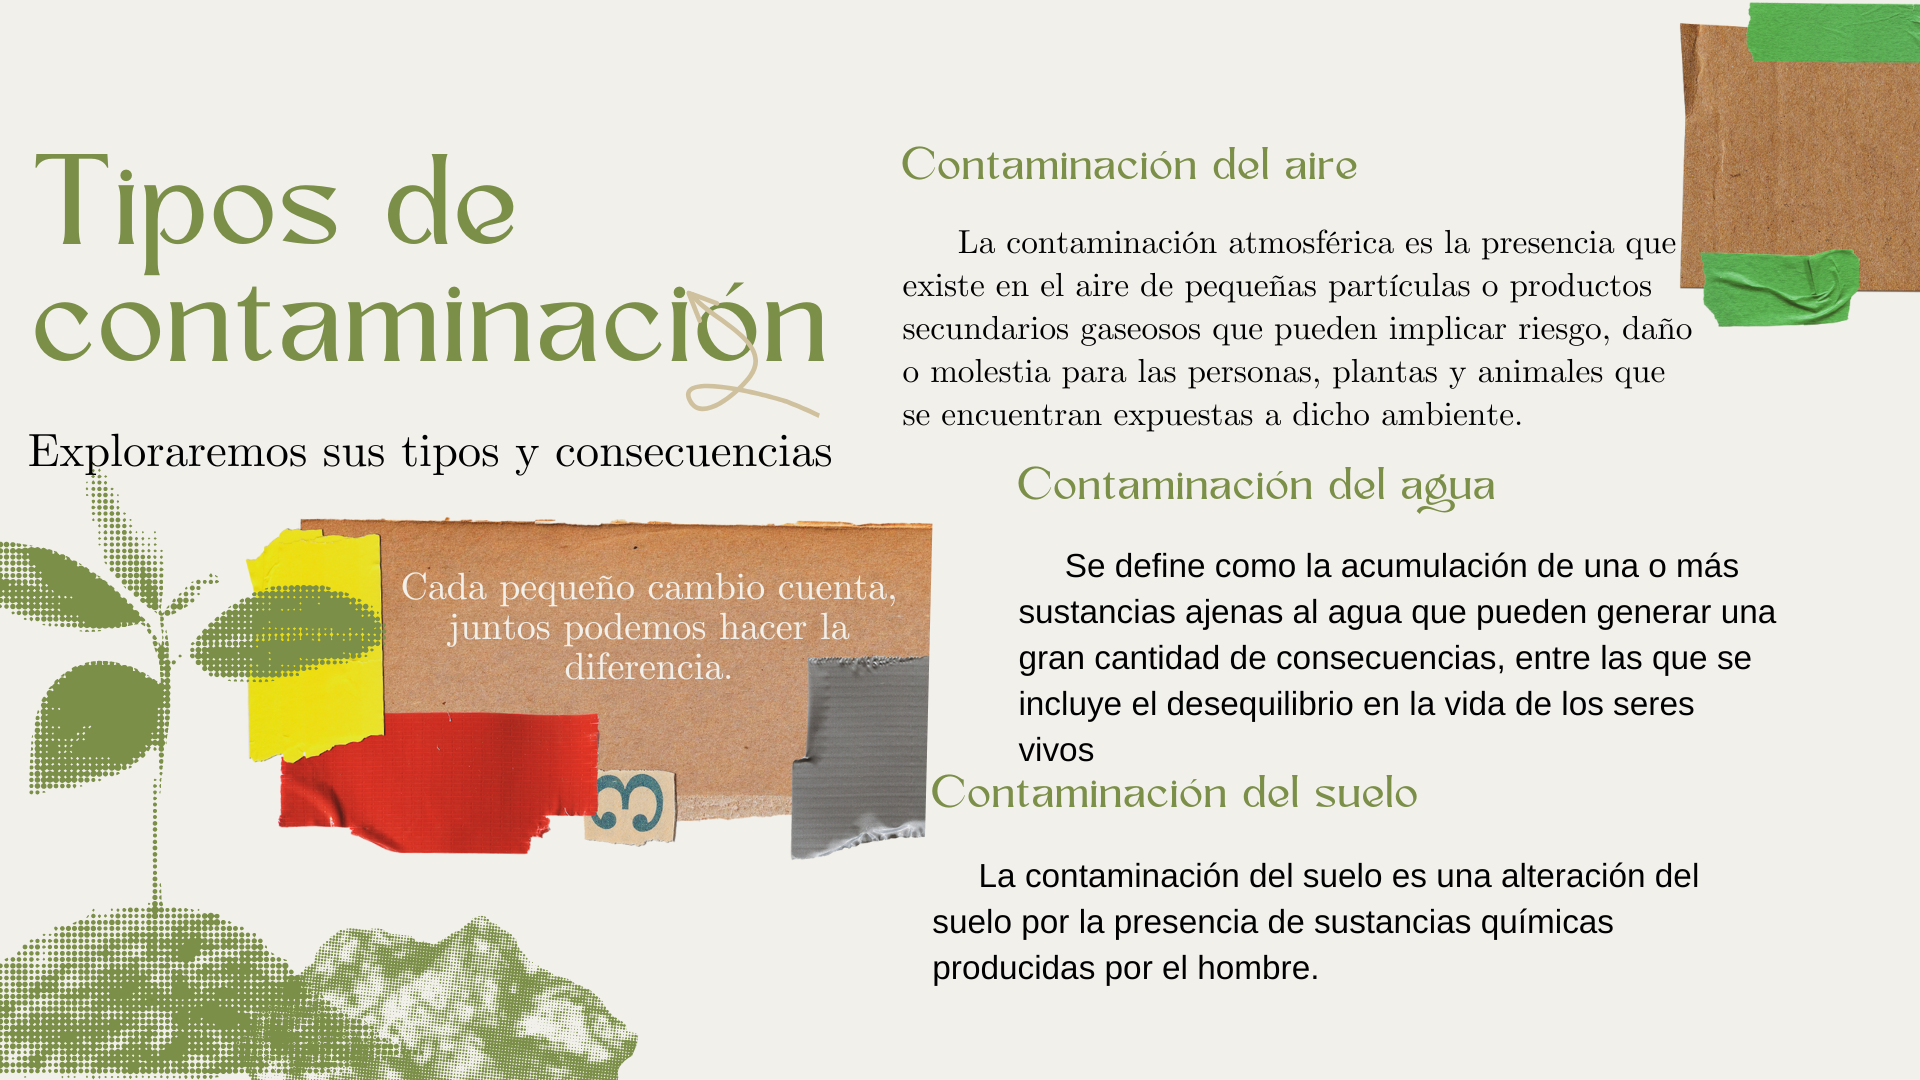 Tipos de
contaminación
Exploraremos sus tipos y consecuencias
Cada pequeño cambio cuenta,
juntos podemos hacer la
diferencia.
3
Contaminación del aire
La contaminación atmosférica es la presencia que
existe en el aire de pequeñas partículas o productos
secundarios gaseosos que pueden implicar riesgo, daño
o molestia para las personas, plantas y animales que
se encuentran expuestas a dicho ambiente.
Contaminación del agua
Se define como la acumulación de una o más
sustancias ajenas al agua que pueden generar una
gran cantidad de consecuencias, entre las que se
incluye el desequilibrio en la vida de los seres
vivos
Contaminación del suelo
La contaminación del suelo es una alteración del
suelo por la presencia de sustancias químicas
producidas por el hombre.